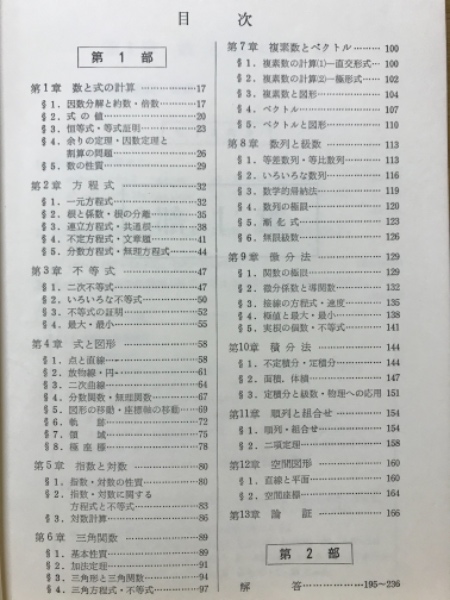 目 次
第 1 部
第1章 数と式の計算 ………………17
§1. 因数分解と約数・倍数 ………………17
§2. 式の値 ………………20
§3. 恒等式・等式証明 ………………23
§4. 余りの定理・因数定理と
割算の問題 ………………26
§5. 数の性質 ………………29
第2章 方程式 ………………32
§1. 一元方程式 ………………32
§2. 根と係数・根の分離 ………………35
§3. 連立方程式・共通根 ………………38
§4. 不定方程式・文章題 ………………41
§5. 分数方程式・無理方程式 ………………44
第3章 不等式 ………………47
§1. 二次不等式 ………………47
§2. いろいろな不等式 ………………50
§3. 不等式の証明 ………………52
§4. 最大・最小 ………………55
第4章 式と図形 ………………58
§1. 点と直線 ………………58
§2. 放物線・円 ………………61
§3. 二次曲線 ………………64
§4. 分数関数・無理関数 ………………67
§5. 図形の移動・座標軸の移動 ………69
§6. 軌跡 ………………72
§7. 領域 ………………75
§8. 極座標 ………………78
第5章 指数と対数 ………………80
§1. 指数・対数の性質 ………………80
§2. 指数・対数に関する
方程式と不等式 ………………83
§3. 対数計算 ………………86
第6章 三角関数 ………………89
§1. 基本性質 ………………89
§2. 加法定理 ………………91
§3. 三角形と三角関数 ………………94
§4. 三角方程式・不等式 ………………97
第7章 複素数とベクトル ………100
§1. 複素数の計算⑴―直交形式…100
§2. 複素数の計算⑵―極形式……102
§3. 複素数と図形 ………………104
§4. ベクトル ………………107
§5. ベクトルと図形 ………………110
第8章 数列と級数 ………………113
§1. 等差数列・等比数列 ………………113
§2. いろいろな数列 ………………116
§3. 数学的帰納法 ………………119
§4. 数列の極限 ………………120
§5. 漸化式 ………………123
§6. 無限級数 ………………126
第9章 微分法 ………………129
§1. 関数の極限 ………………129
§2. 微分係数と導関数 ………………132
§3. 接線の方程式・速度 ………………135
§4. 極値と最大・最小 ………………138
§5. 実根の個数・不等式 ………………141
第10章 積分法 ………………144
§1. 不定積分・定積分 ………………144
§2. 面積, 体積 ………………147
§3. 定積分と級数・物理への応用 151
第11章 順列と組合せ ………………154
§1. 順列・組合せ ………………154
§2. 二項定理 ………………158
第12章 空間図形 ………………160
§1. 直線と平面 ………………160
§2. 空間座標 ………………164
第13章 論証 ………………166
第 2 部
解答 ………………195~236